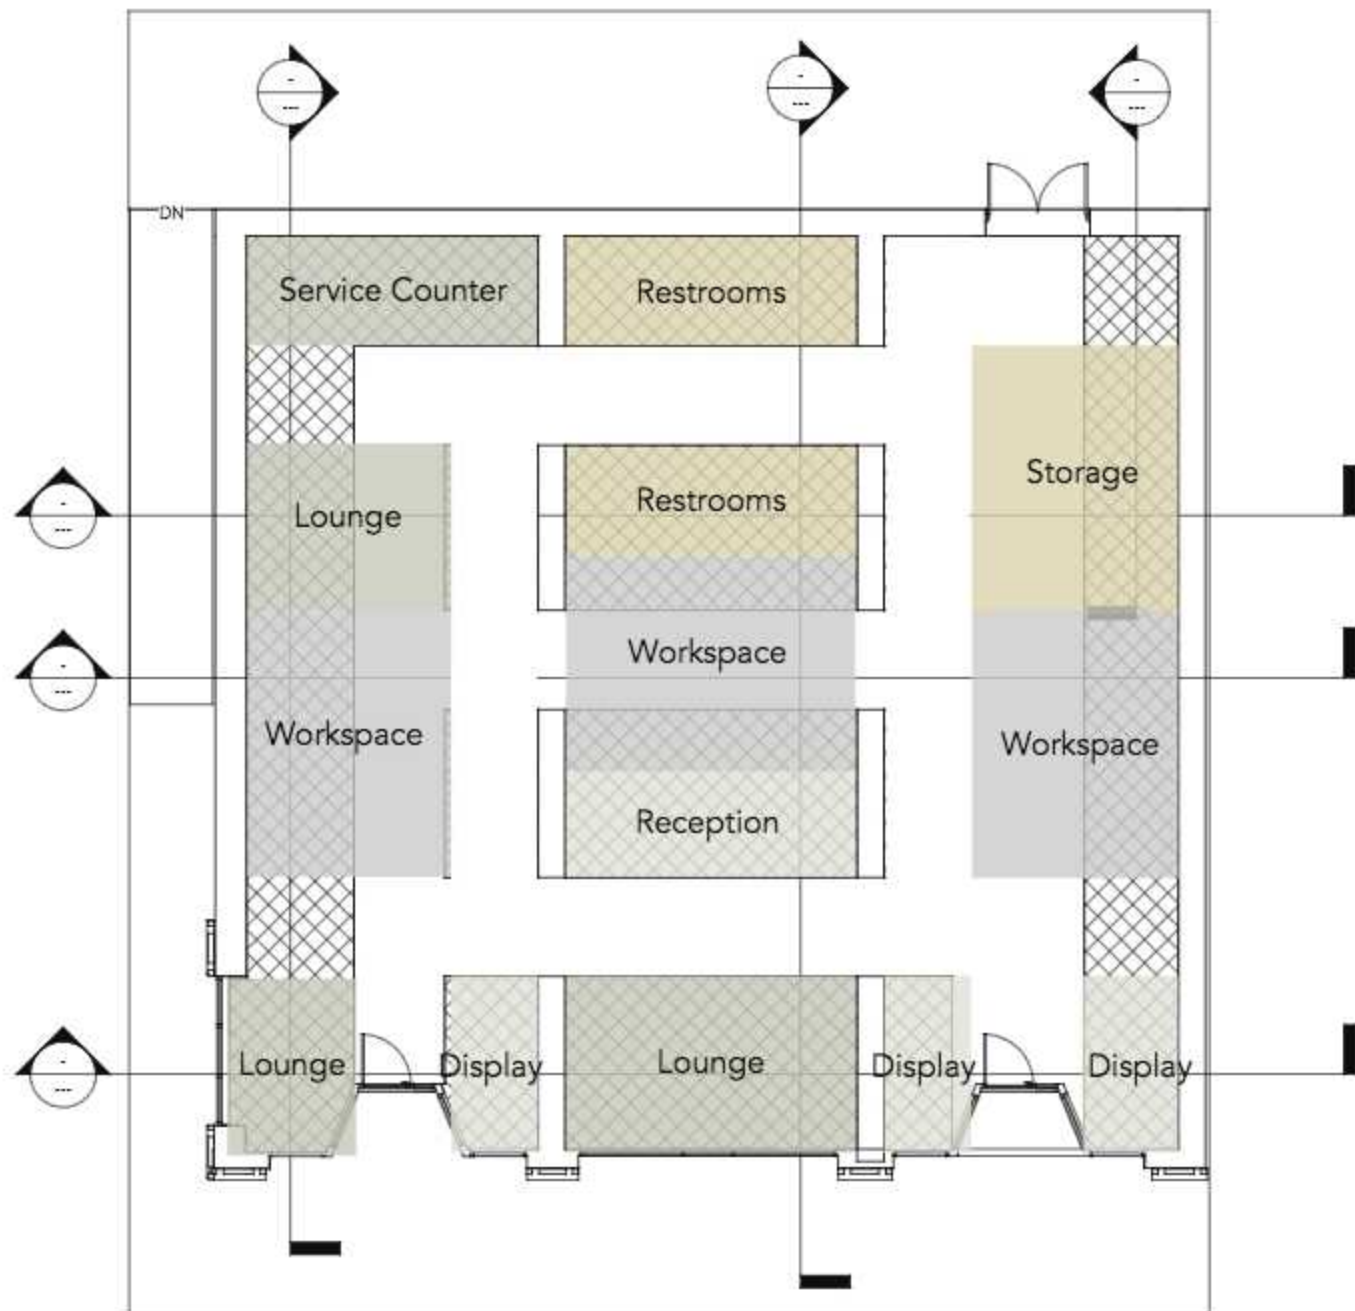 -
---
-
---
-
---
DN
Service Counter
Restrooms
Storage
Restrooms
Lounge
-
---
Workspace
-
---
Workspace
Workspace
Reception
Lounge
Display
Lounge
Display
Display
-
---